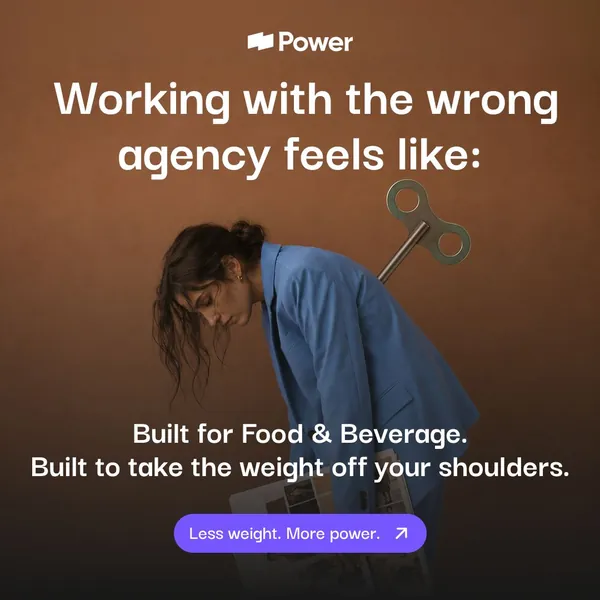 Power
Working with the wrong
agency feels like:
Built for Food & Beverage.
Built to take the weight off your shoulders.
Less weight. More power.